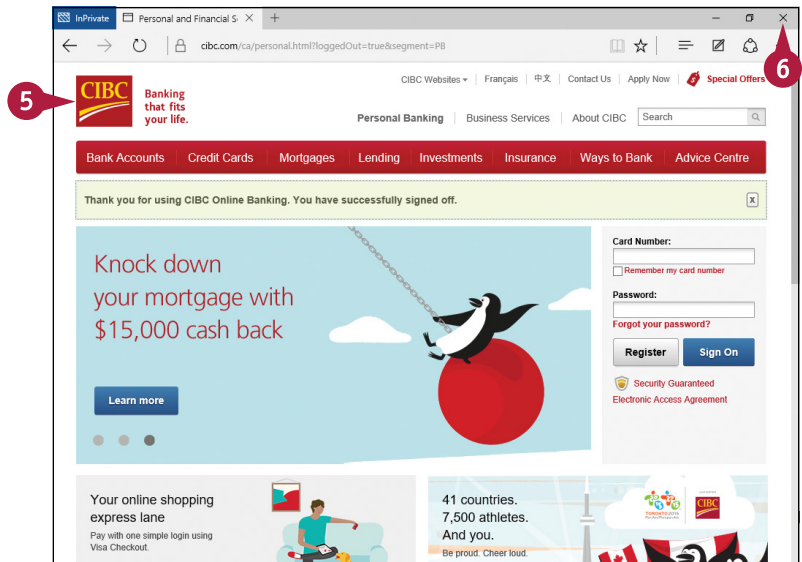 InPrivate
Personal and Financial S
cibc.com/ca/personal.html?loggedOut=true&segment=PB
6
5
CIBC
Banking
that fits
your life.
CIBC Websites
Français
中文
Contact Us
Apply Now
Special Offers
Personal Banking
Business Services
About CIBC
Search
Bank Accounts
Credit Cards
Mortgages
Lending
Investments
Insurance
Ways to Bank
Advice Centre
Thank you for using CIBC Online Banking. You have successfully signed off.
x
Knock down
your mortgage with
$15,000 cash back
Learn more
Card Number:
Remember my card number
Password:
Forgot your password?
Register
Sign On
Security Guaranteed
Electronic Access Agreement
Your online shopping
express lane
Pay with one simple login using
Visa Checkout.
41 countries.
7,500 athletes.
And you.
Be proud. Cheer loud.
TORONTO 2015
CIBC